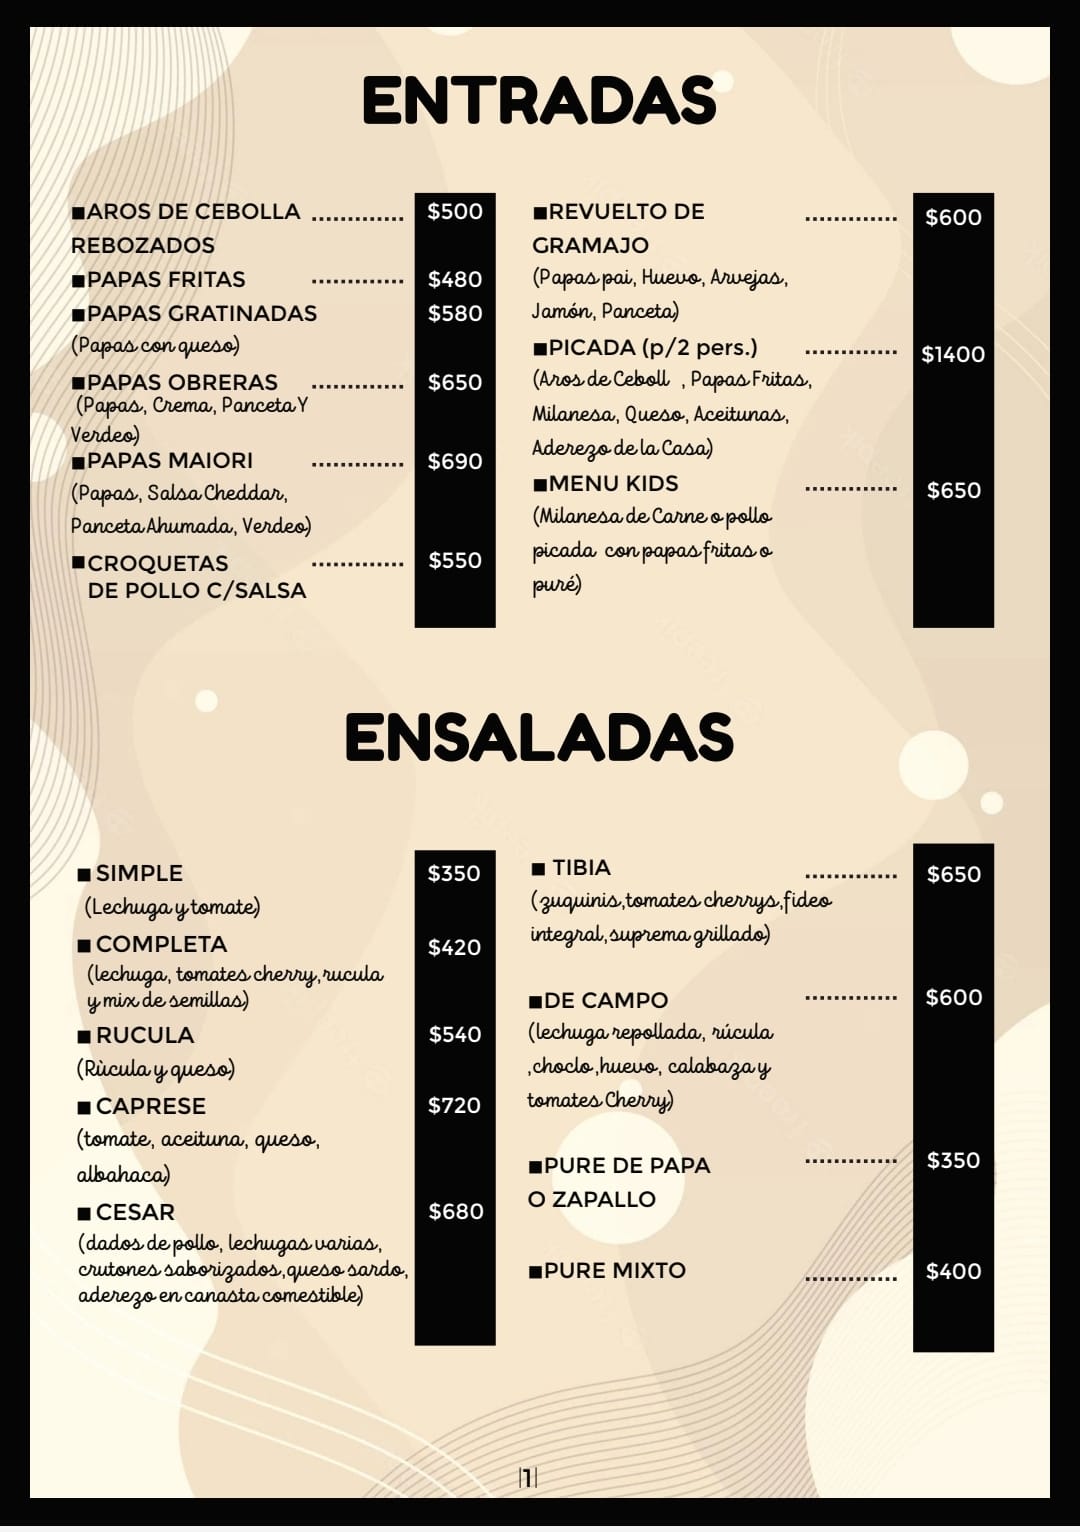 ENTRADAS
■AROS DE CEBOLLA ............. $500
REBOZADOS
■PAPAS FRITAS ............. $480
■PAPAS GRATINADAS $580
(Papas con queso)
■PAPAS OBRERAS ............. $650
(Papas, Crema, Panceta Y
Verdeo)
■PAPAS MAIORI ............. $690
(Papas, Salsa Cheddar,
Panceta Ahumada, Verdeo)
■CROQUETAS ............. $550
DE POLLO C/SALSA
■REVUELTO DE ............. $600
GRAMAJO
(Papas pai, Huevo, Arvejas,
Jamón, Panceta)
■PICADA (p/2 pers.) ............. $1400
(Aros de Ceboll , Papas Fritas,
Milanesa, Queso, Aceitunas,
Aderezo de la Casa)
■MENU KIDS ............. $650
(Milanesa de Carne o pollo
picada con papas fritas o
puré)
ENSALADAS
■ SIMPLE $350
(Lechuga y tomate)
■ COMPLETA $420
(lechuga, tomates cherry, rucula
y mix de semillas)
■ RUCULA $540
(Rùcula y queso)
■ CAPRESE $720
(tomate, aceituna, queso,
albahaca)
■ CESAR $680
(dados de pollo, lechugas varias,
crutones saborizados, queso sardo,
aderezo en canasta comestible)
■ TIBIA ............. $650
(zuquinis,tomates cherrys,fideo
integral, suprema grillado)
■DE CAMPO ............. $600
(lechuga repollada, rúcula
,choclo ,huevo, calabaza y
tomates Cherry)
■PURE DE PAPA ............. $350
O ZAPALLO
■PURE MIXTO ............. $400
|1|